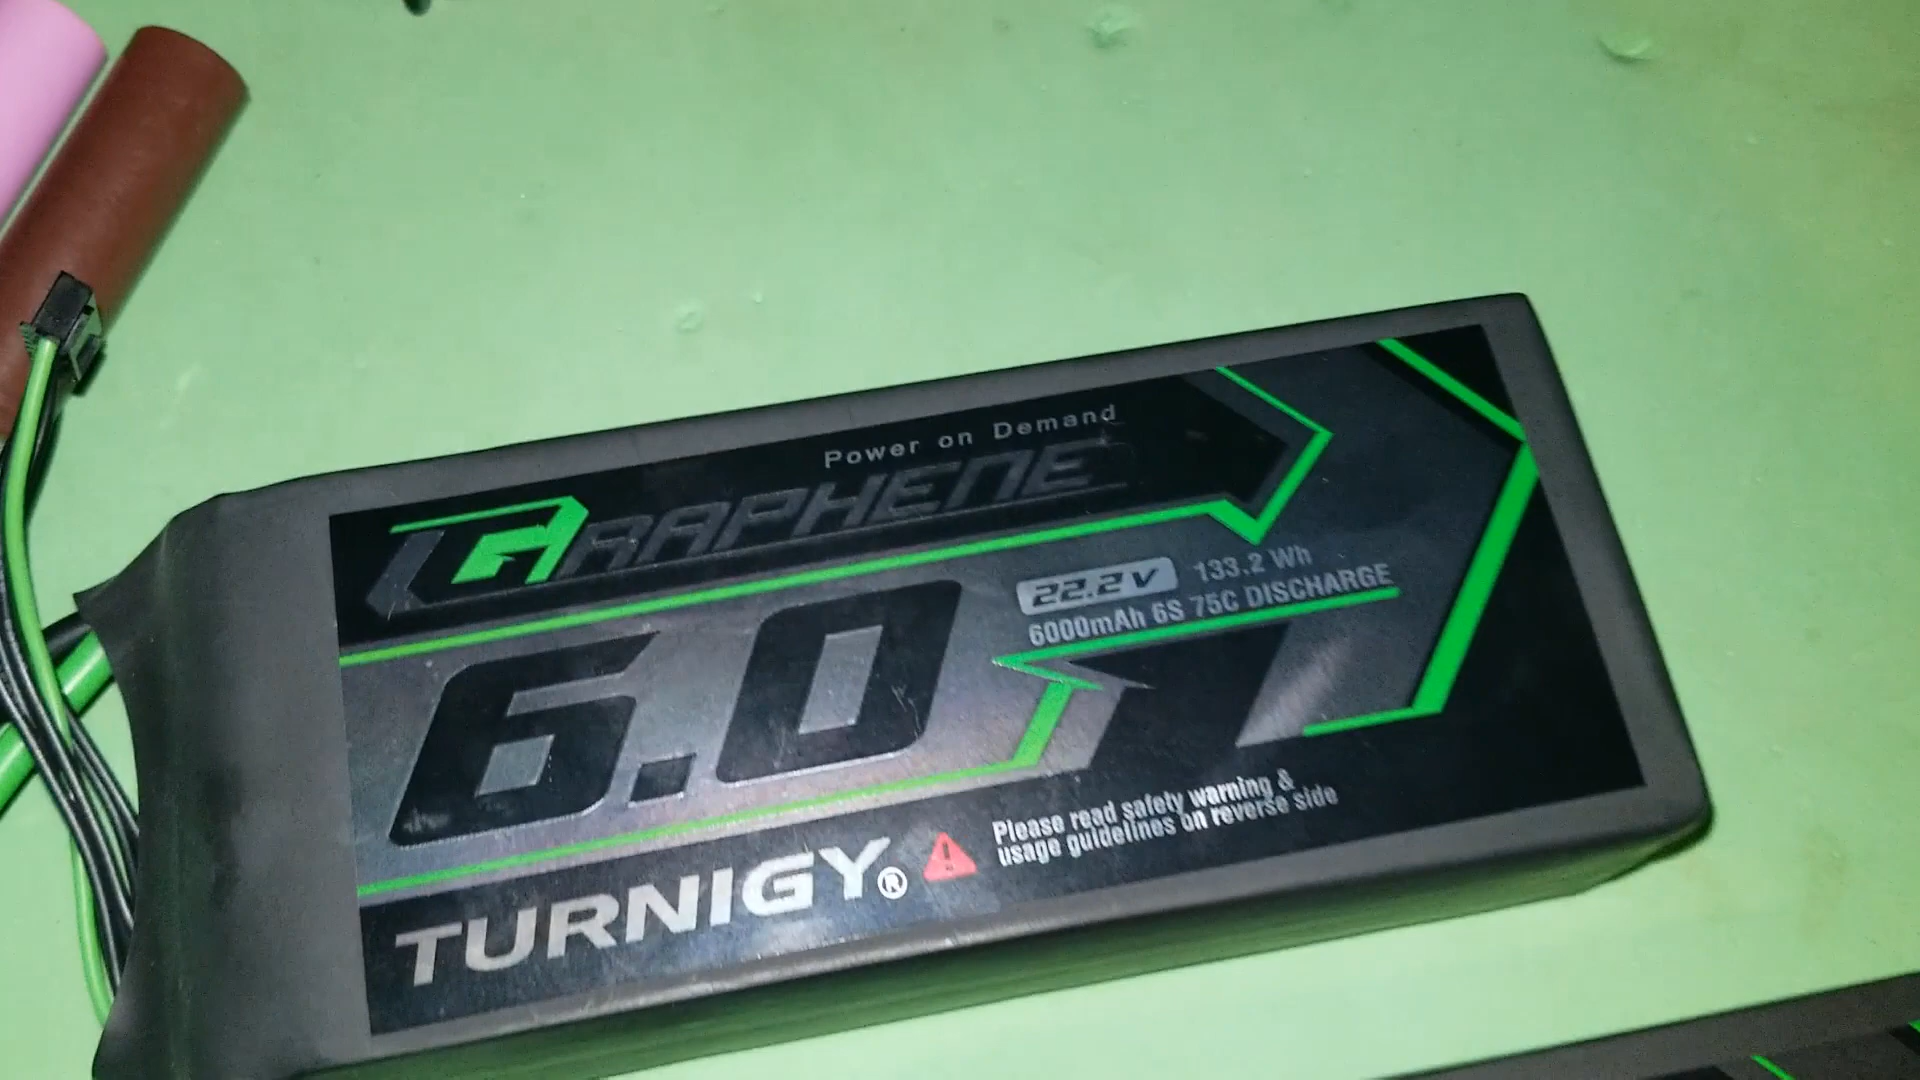 Power on Demand
GRAPHENE
22.2V 133.2 Wh
6000mAh 6S 75C DISCHARGE
6.0
TURNIGY®
Please read safety warning &
usage guidelines on reverse side